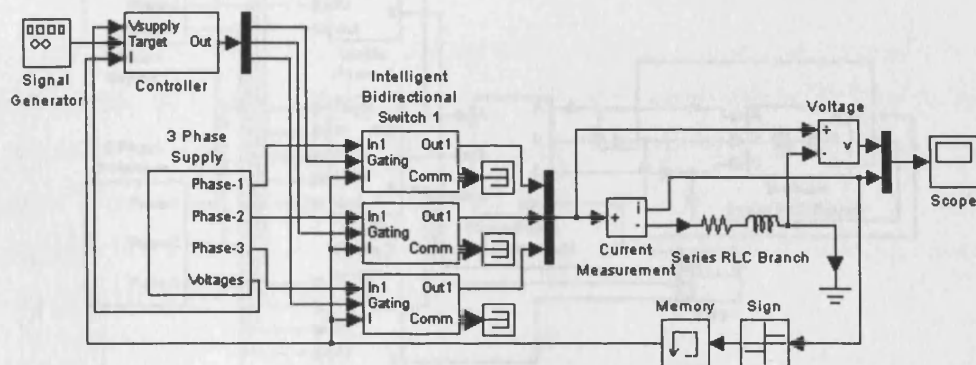 Vsupply
Target
I
Out
Signal
Generator
Controller
3 Phase
Supply
Phase-1
Phase-2
Phase-3
Voltages
Intelligent
Bidirectional
Switch 1
In1
Gating
I
Out1
Comm
In1
Gating
I
Out1
Comm
In1
Gating
I
Out1
Comm
+
i
-
Current
Measurement
Series RLC Branch
Voltage
+
-
v
Scope
Memory
Sign